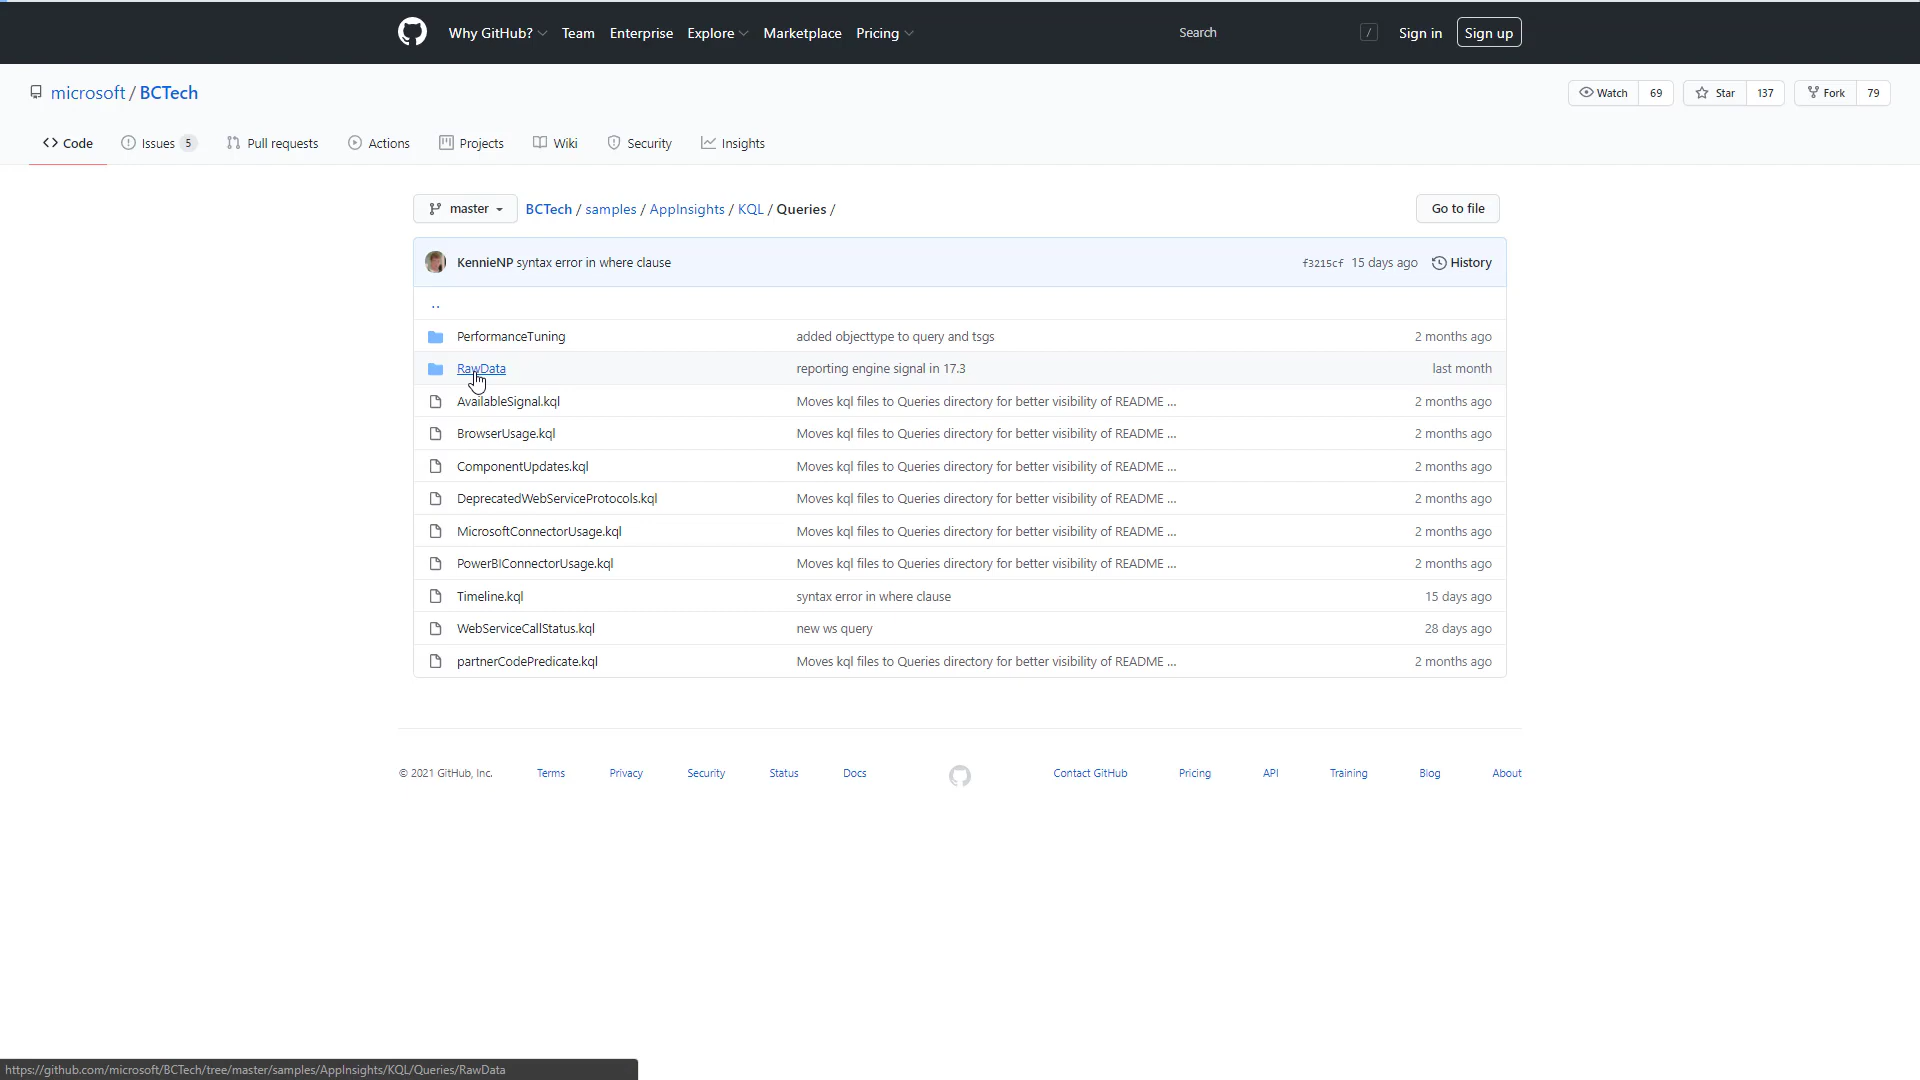 Why GitHub? Team Enterprise Explore Marketplace Pricing Search / Sign in Sign up
microsoft / BCTech Watch 69 Star 137 Fork 79
Code Issues 5 Pull requests Actions Projects Wiki Security Insights
master BCTech / samples / AppInsights / KQL / Queries / Go to file
KennieNP syntax error in where clause f3215cf 15 days ago History
..
PerformanceTuning added objecttype to query and tsgs 2 months ago
RawData reporting engine signal in 17.3 last month
AvailableSignal.kql Moves kql files to Queries directory for better visibility of README ... 2 months ago
BrowserUsage.kql Moves kql files to Queries directory for better visibility of README ... 2 months ago
ComponentUpdates.kql Moves kql files to Queries directory for better visibility of README ... 2 months ago
DeprecatedWebServiceProtocols.kql Moves kql files to Queries directory for better visibility of README ... 2 months ago
MicrosoftConnectorUsage.kql Moves kql files to Queries directory for better visibility of README ... 2 months ago
PowerBIConnectorUsage.kql Moves kql files to Queries directory for better visibility of README ... 2 months ago
Timeline.kql syntax error in where clause 15 days ago
WebServiceCallStatus.kql new ws query 28 days ago
partnerCodePredicate.kql Moves kql files to Queries directory for better visibility of README ... 2 months ago
© 2021 GitHub, Inc. Terms Privacy Security Status Docs Contact GitHub Pricing API Training Blog About
https://github.com/microsoft/BCTech/tree/master/samples/AppInsights/KQL/Queries/RawData